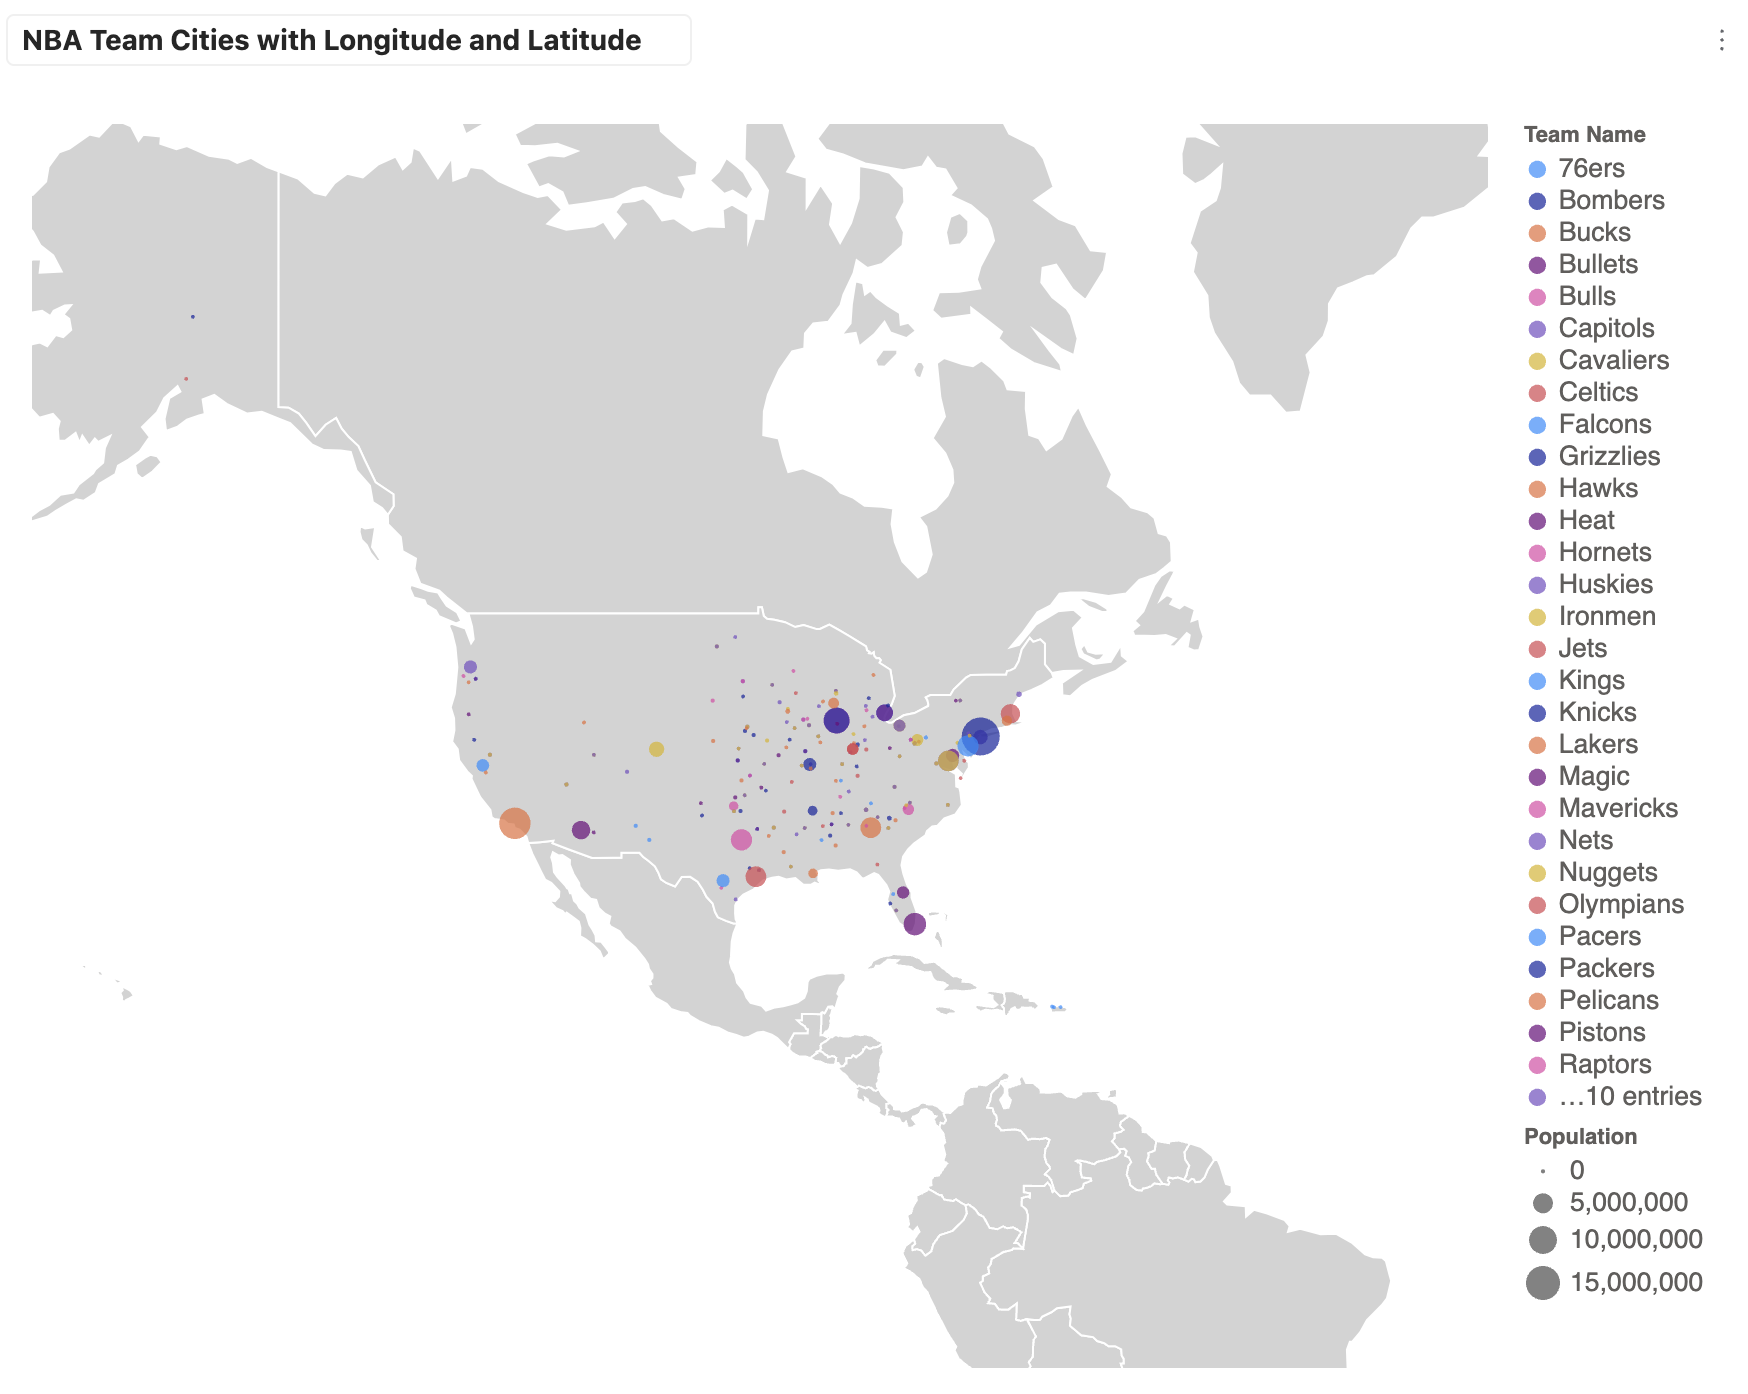 NBA Team Cities with Longitude and Latitude
Team Name
76ers
Bombers
Bucks
Bullets
Bulls
Capitols
Cavaliers
Celtics
Falcons
Grizzlies
Hawks
Heat
Hornets
Huskies
Ironmen
Jets
Kings
Knicks
Lakers
Magic
Mavericks
Nets
Nuggets
Olympians
Pacers
Packers
Pelicans
Pistons
Raptors
...10 entries
Population
0
5,000,000
10,000,000
15,000,000